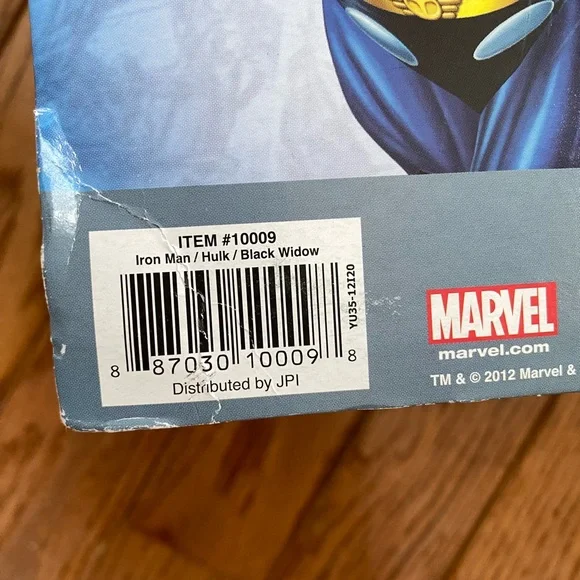 ITEM #10009
Iron Man / Hulk / Black Widow
YU35-12I20
8 87030 10009 8
Distributed by JPI
MARVEL
marvel.com
TM & © 2012 Marvel &